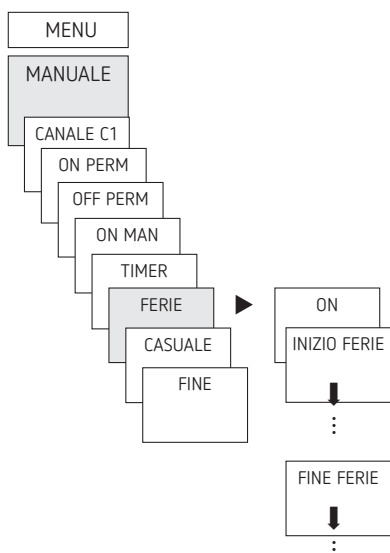 MENU
MANUALE
CANALE C1
ON PERM
OFF PERM
ON MAN
TIMER
FERIE
CASUALE
FINE
ON
INIZIO FERIE
FINE FERIE